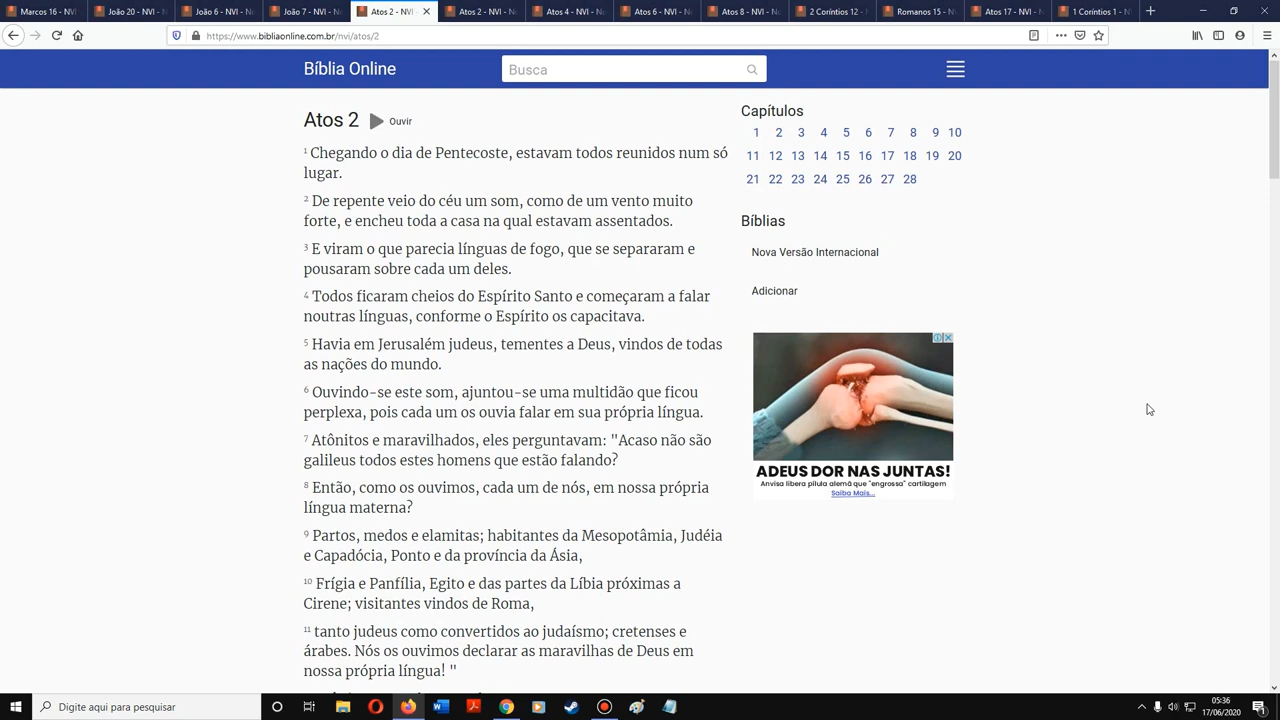 Marcos 16 - NVI
João 20 - NVI - N
João 6 - NVI - No
João 7 - NVI - No
Atos 2 - NVI -
Atos 2 - NVI - No
Atos 4 - NVI - No
Atos 6 - NVI - No
Atos 8 - NVI - No
2 Coríntios 12 -
Romanos 15 - N
Atos 17 - NVI - N
1 Coríntios 1 - N
https://www.bibliaonline.com.br/nvi/atos/2
Bíblia Online
Busca
Atos 2
Ouvir
1 Chegando o dia de Pentecoste, estavam todos reunidos num só
lugar.
2 De repente veio do céu um som, como de um vento muito
forte, e encheu toda a casa na qual estavam assentados.
3 E viram o que parecia línguas de fogo, que se separaram e
pousaram sobre cada um deles.
4 Todos ficaram cheios do Espírito Santo e começaram a falar
noutras línguas, conforme o Espírito os capacitava.
5 Havia em Jerusalém judeus, tementes a Deus, vindos de todas
as nações do mundo.
6 Ouvindo-se este som, ajuntou-se uma multidão que ficou
perplexa, pois cada um os ouvia falar em sua própria língua.
7 Atônitos e maravilhados, eles perguntavam: "Acaso não são
galileus todos estes homens que estão falando?
8 Então, como os ouvimos, cada um de nós, em nossa própria
língua materna?
9 Partos, medos e elamitas; habitantes da Mesopotâmia, Judéia
e Capadócia, Ponto e da província da Ásia,
10 Frígia e Panfília, Egito e das partes da Líbia próximas a
Cirene; visitantes vindos de Roma,
11 tanto judeus como convertidos ao judaísmo; cretenses e
árabes. Nós os ouvimos declarar as maravilhas de Deus em
nossa própria língua! "
Capítulos
1 2 3 4 5 6 7 8 9 10
11 12 13 14 15 16 17 18 19 20
21 22 23 24 25 26 27 28
Bíblias
Nova Versão Internacional
Adicionar
ADEUS DOR NAS JUNTAS!
Anvisa libera pílula alemã que "engrossa" cartilagem
Saiba Mais...
Digite aqui para pesquisar
05:36
17/06/2020